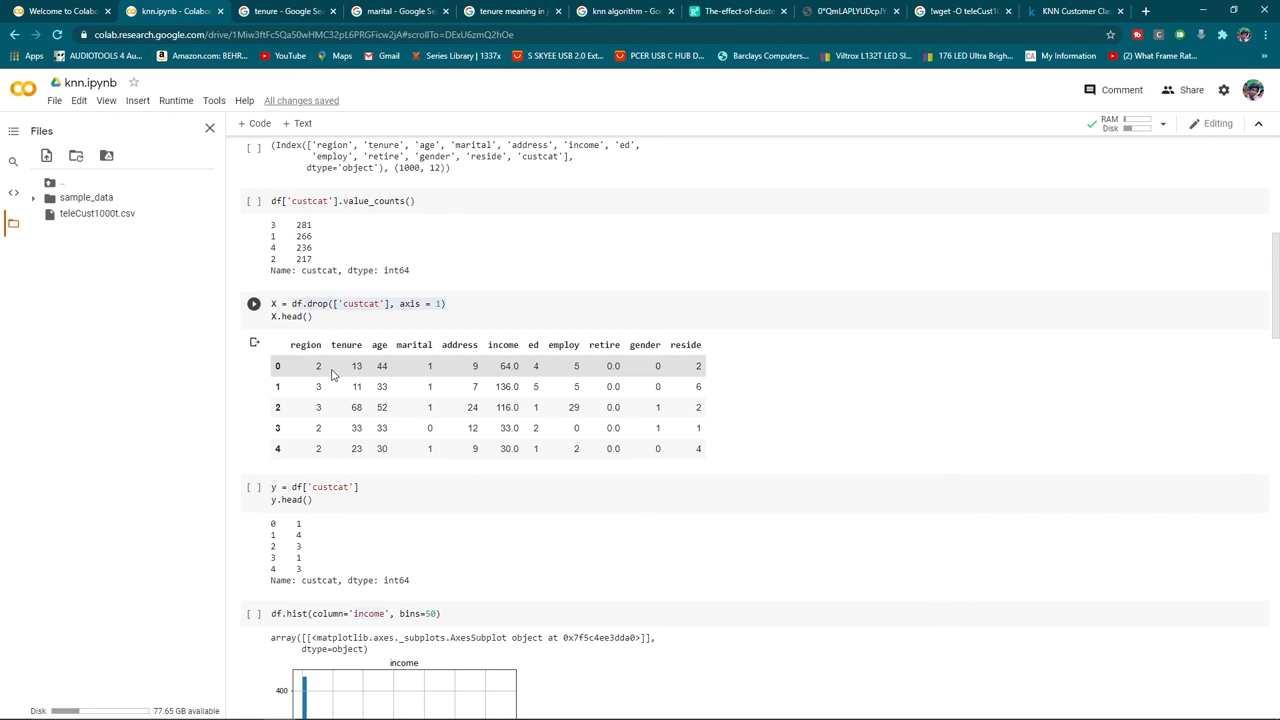 Welcome to Colab
knn.ipynb - Colabo
tenure - Google Sea
marital - Google Se
tenure meaning in
knn algorithm - Go
The-effect-of-cluste
!wget -O teleCust10
KNN Customer Cla
colab.research.google.com/drive/1Miw3ftFc5Qa50wHMC32pL6PRGFicw2jA#scrollTo=DExU6zmQ2hOe
Apps
AUDIOTOOLS 4 Au...
Amazon.com: BEHR...
YouTube
Maps
Gmail
Series Library | 1337x
S SKYEE USB 2.0 Ext...
PCER USB C HUB D...
Barclays Computer...
Viltrox L132T LED Sl...
176 LED Ultra Brigh...
My Information
(2) What Frame Rat...
knn.ipynb
Comment
Share
File Edit View Insert Runtime Tools Help All changes saved
Files
+ Code + Text
RAM
Disk
Editing
..
sample_data
teleCust1000t.csv
[ ] (Index(['region', 'tenure', 'age', 'marital', 'address', 'income', 'ed',
'employ', 'retire', 'gender', 'reside', 'custcat'],
dtype='object'), (1000, 12))
[ ] df['custcat'].value_counts()
3 281
1 266
4 236
2 217
Name: custcat, dtype: int64
X = df.drop(['custcat'], axis = 1)
X.head()
region tenure age marital address income ed employ retire gender reside
0 2 13 44 1 9 64.0 4 5 0.0 0 2
1 3 11 33 1 7 136.0 5 5 0.0 0 6
2 3 68 52 1 24 116.0 1 29 0.0 1 2
3 2 33 33 0 12 33.0 2 0 0.0 1 1
4 2 23 30 1 9 30.0 1 2 0.0 0 4
[ ] y = df['custcat']
y.head()
0 1
1 4
2 3
3 1
4 3
Name: custcat, dtype: int64
[ ] df.hist(column='income', bins=50)
array([[<matplotlib.axes._subplots.AxesSubplot object at 0x7f5c4ee3dda0>]],
dtype=object)
income
400
Disk
77.65 GB available